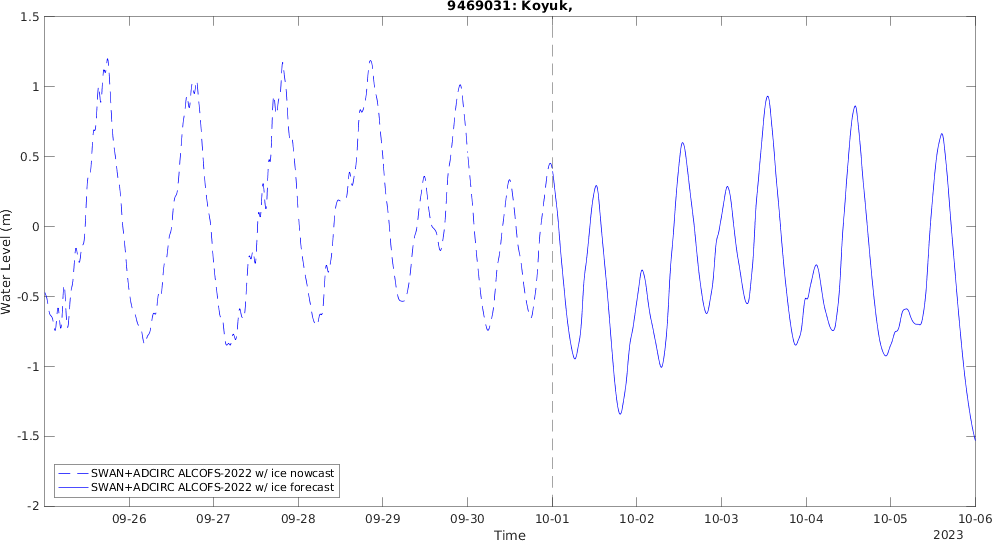 9469031: Koyuk,
Water Level (m)
1.5
1
0.5
0
-0.5
-1
-1.5
-2
SWAN+ADCIRC ALCOFS-2022 w/ ice nowcast
SWAN+ADCIRC ALCOFS-2022 w/ ice forecast
09-26 09-27 09-28 09-29 09-30 10-01 10-02 10-03 10-04 10-05 10-06
Time
2023